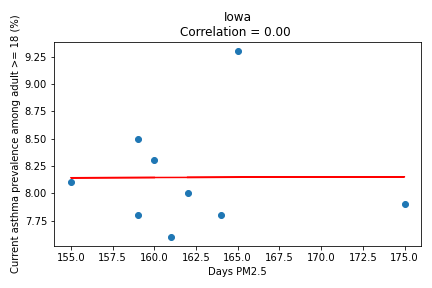 Iowa
Correlation = 0.00
Current asthma prevalence among adult >= 18 (%)
9.25
9.00
8.75
8.50
8.25
8.00
7.75
155.0 157.5 160.0 162.5 165.0 167.5 170.0 172.5 175.0
Days PM2.5